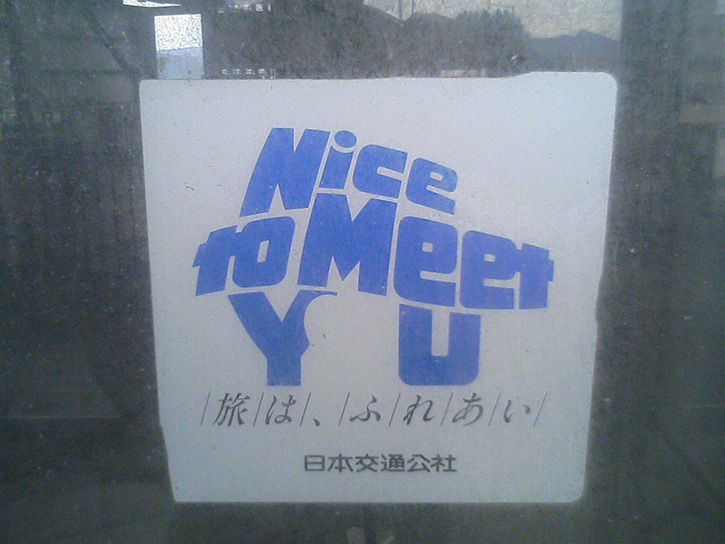 Nice
to Meet
Y U
/旅/は、/ふ/れ/あ/い/
日本交通公社